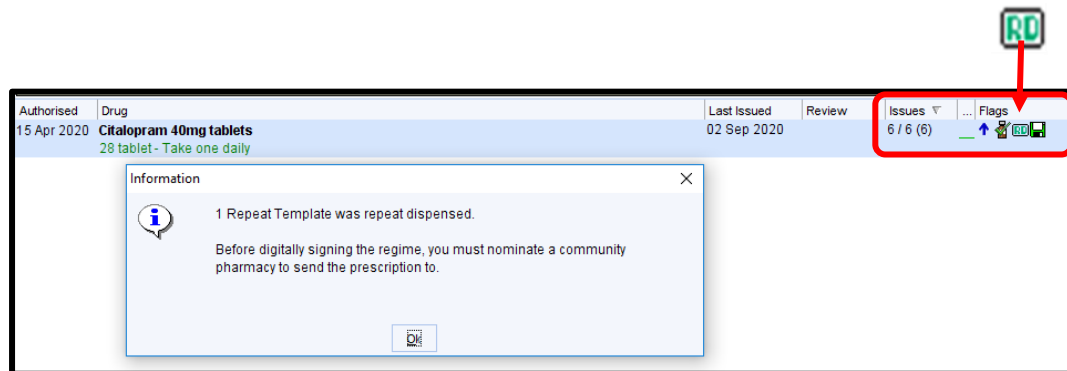 RD
Authorised Drug Last Issued Review Issues ... Flags
15 Apr 2020 Citalopram 40mg tablets 02 Sep 2020 6 / 6 (6) RD
28 tablet - Take one daily
Information
1 Repeat Template was repeat dispensed.
Before digitally signing the regime, you must nominate a community
pharmacy to send the prescription to.
Ok